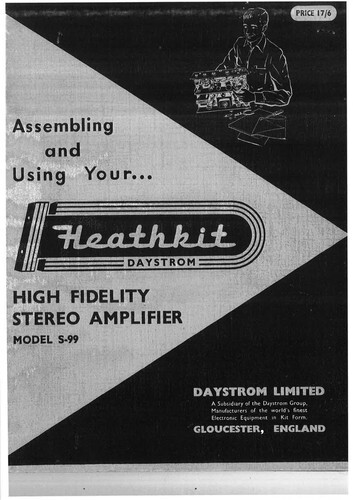 PRICE 17/6
Assembling
and
Using Your...
Heathkit
DAYSTROM
HIGH FIDELITY
STEREO AMPLIFIER
MODEL S-99
DAYSTROM LIMITED
A Subsidiary of the Daystrom Group,
Manufacturers of the world's finest
Electronic Equipment in Kit Form.
GLOUCESTER, ENGLAND